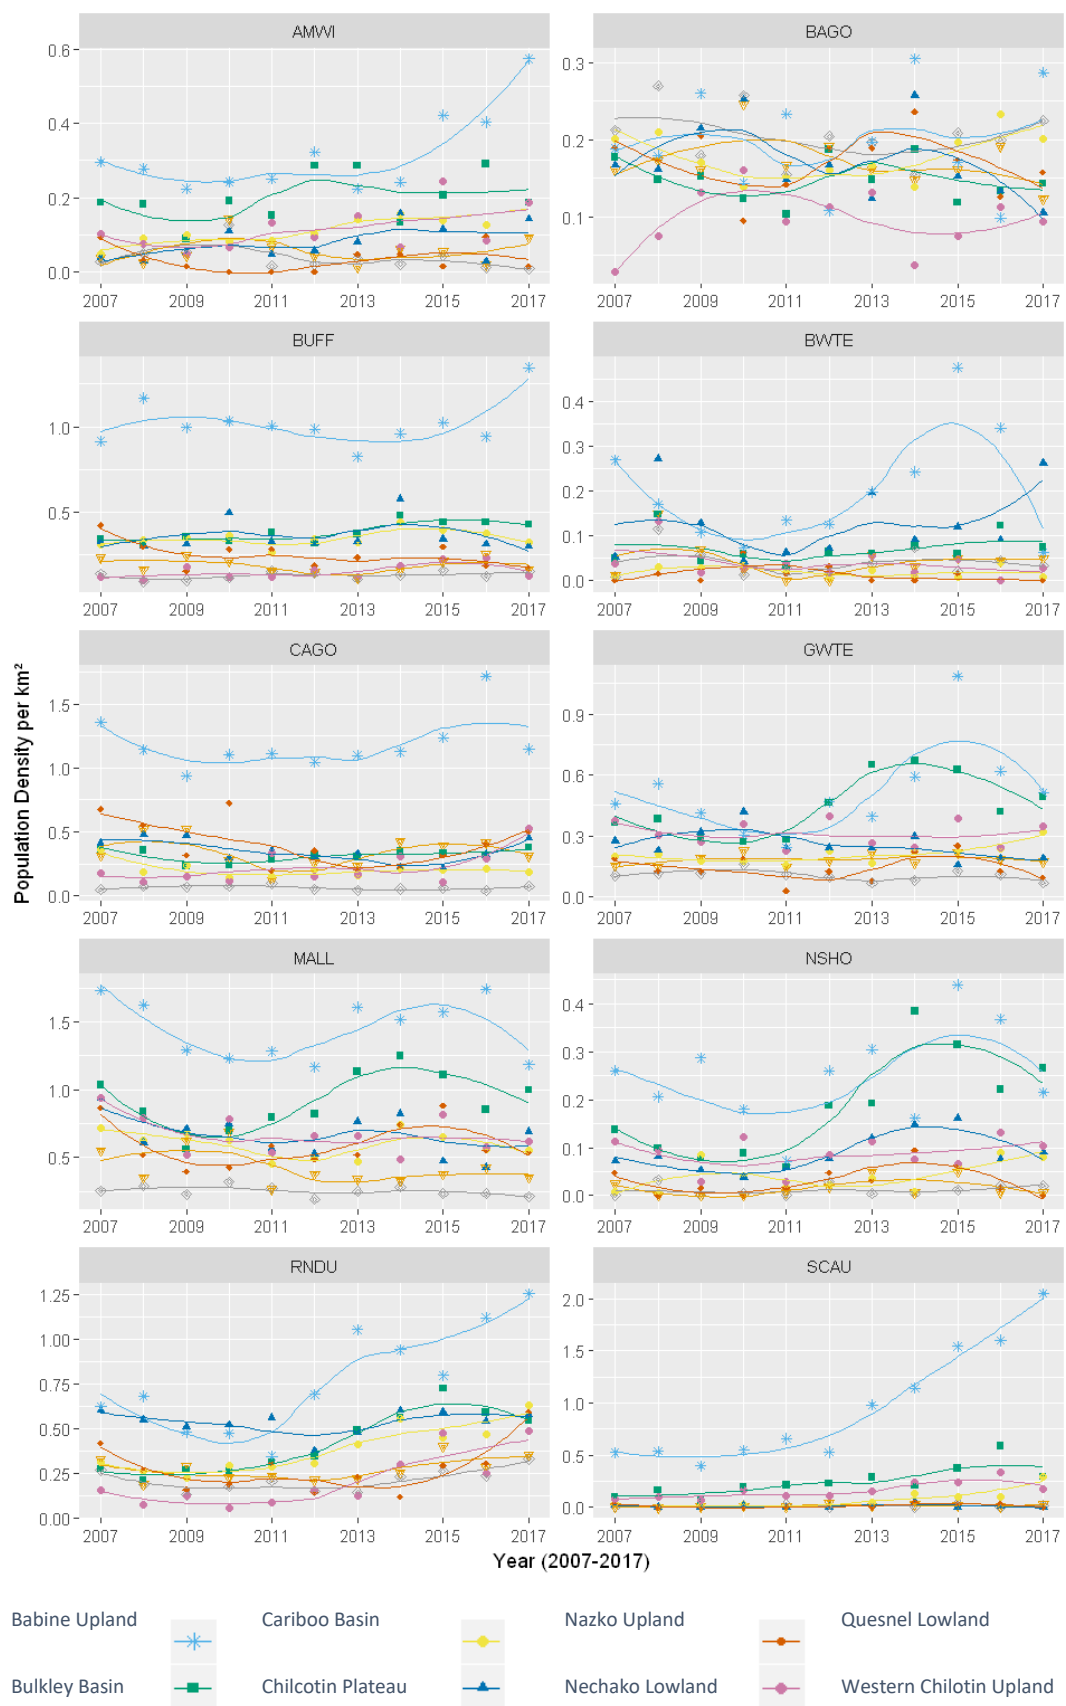 AMWI BAGO
0.6
0.4
0.2
0.0
0.3
0.2
0.1
2007 2009 2011 2013 2015 2017 2007 2009 2011 2013 2015 2017
BUFF BWTE
1.0
0.5
0.4
0.3
0.2
0.1
0.0
2007 2009 2011 2013 2015 2017 2007 2009 2011 2013 2015 2017
CAGO GWTE
1.5
1.0
0.5
0.0
0.9
0.6
0.3
0.0
2007 2009 2011 2013 2015 2017 2007 2009 2011 2013 2015 2017
MALL NSHO
1.5
1.0
0.5
0.4
0.3
0.2
0.1
0.0
2007 2009 2011 2013 2015 2017 2007 2009 2011 2013 2015 2017
RNDU SCAU
1.25
1.00
0.75
0.50
0.25
0.00
2.0
1.5
1.0
0.5
0.0
2007 2009 2011 2013 2015 2017 2007 2009 2011 2013 2015 2017
Population Density per km²
Year (2007-2017)
Babine Upland Cariboo Basin Nazko Upland Quesnel Lowland
Bulkley Basin Chilcotin Plateau Nechako Lowland Western Chilotin Upland